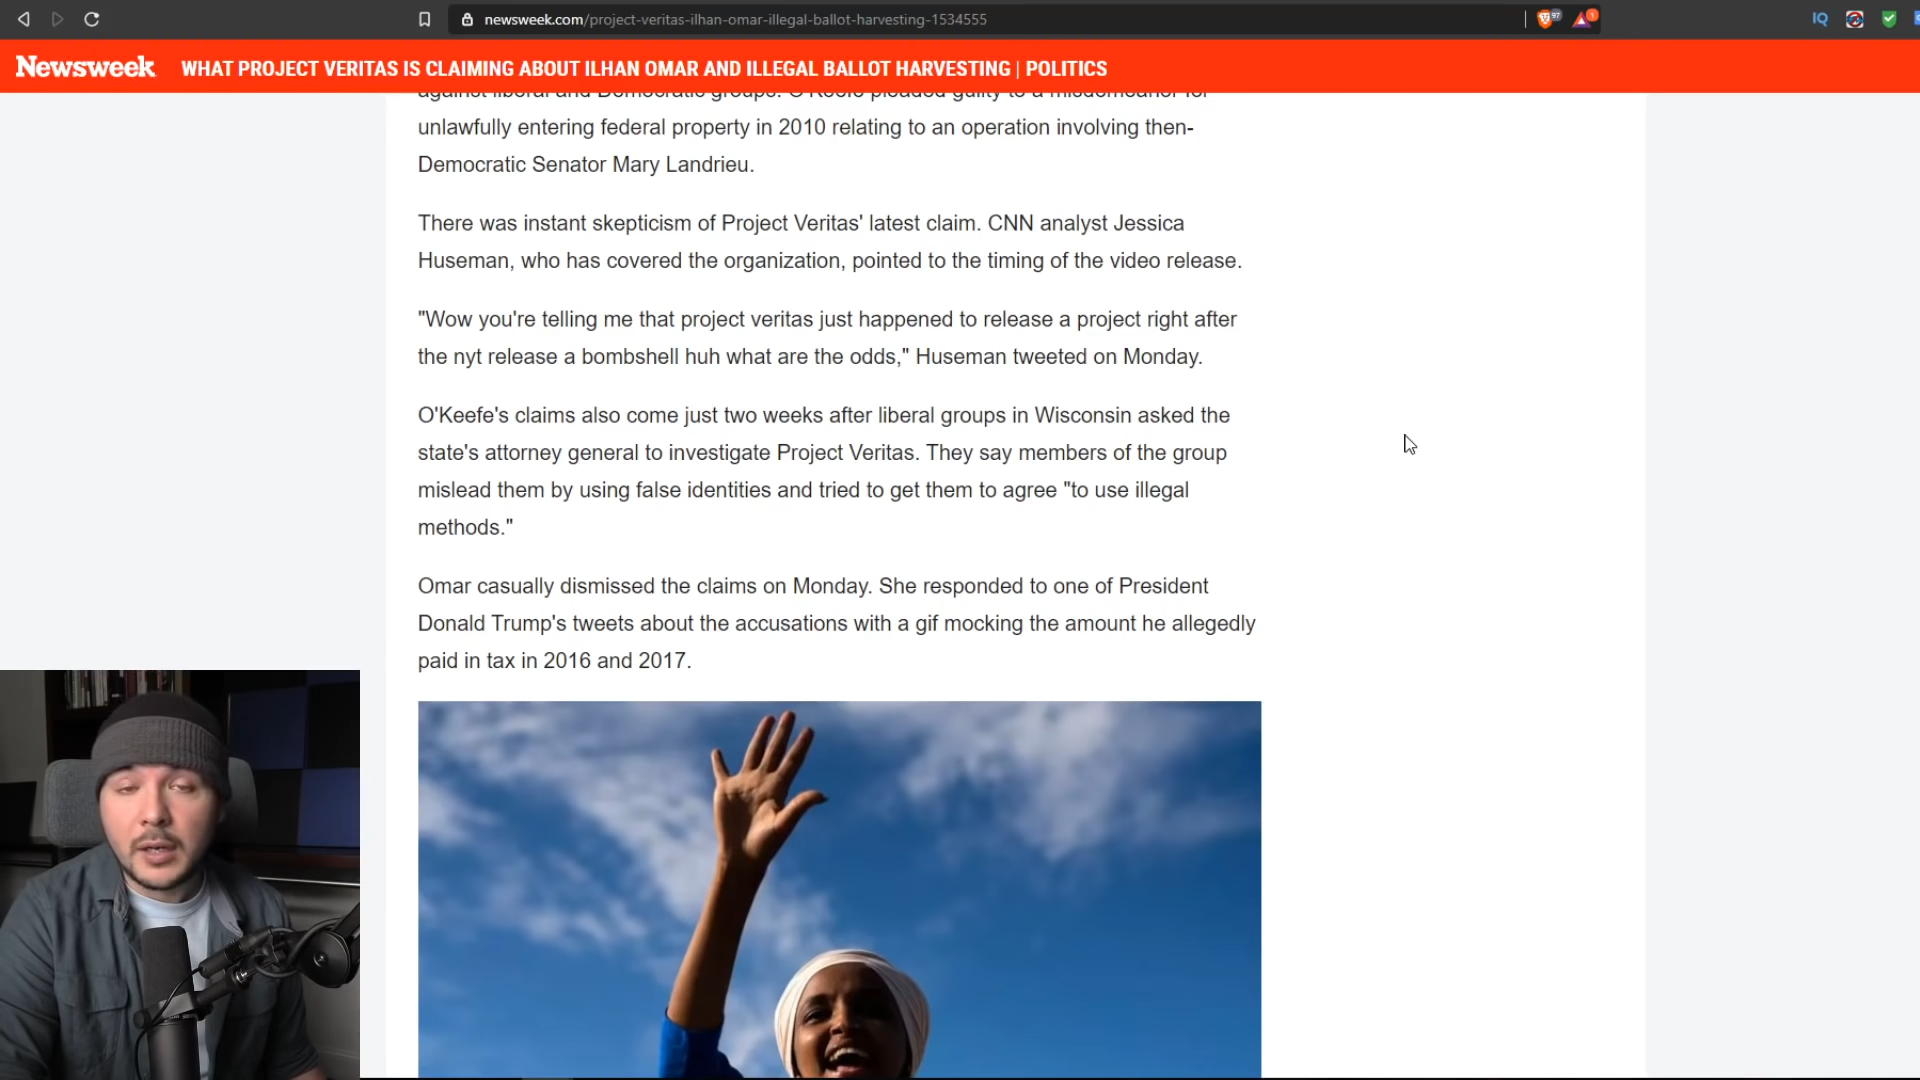 newsweek.com/project-veritas-ilhan-omar-illegal-ballot-harvesting-1534555
97
1
IQ
Newsweek WHAT PROJECT VERITAS IS CLAIMING ABOUT ILHAN OMAR AND ILLEGAL BALLOT HARVESTING | POLITICS
against liberal and Democratic groups. O'Keefe pleaded guilty to a misdemeanor for
unlawfully entering federal property in 2010 relating to an operation involving then-
Democratic Senator Mary Landrieu.
There was instant skepticism of Project Veritas' latest claim. CNN analyst Jessica
Huseman, who has covered the organization, pointed to the timing of the video release.
"Wow you're telling me that project veritas just happened to release a project right after
the nyt release a bombshell huh what are the odds," Huseman tweeted on Monday.
O'Keefe's claims also come just two weeks after liberal groups in Wisconsin asked the
state's attorney general to investigate Project Veritas. They say members of the group
mislead them by using false identities and tried to get them to agree "to use illegal
methods."
Omar casually dismissed the claims on Monday. She responded to one of President
Donald Trump's tweets about the accusations with a gif mocking the amount he allegedly
paid in tax in 2016 and 2017.